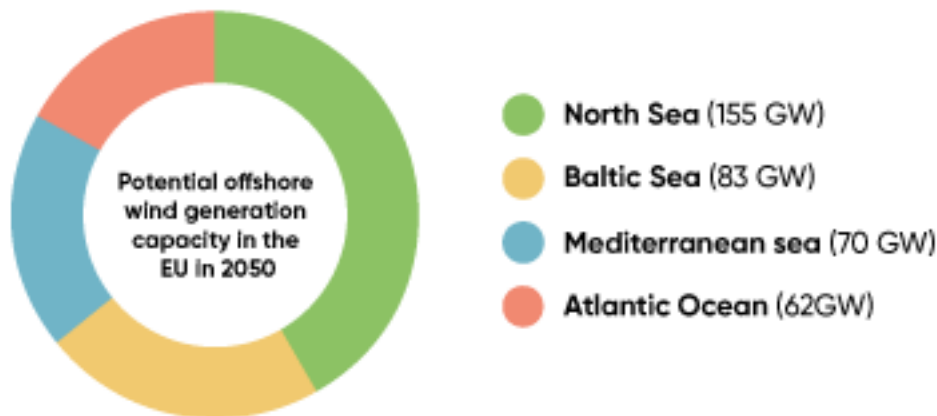 Potential offshore
wind generation
capacity in the
EU in 2050
North Sea (155 GW)
Baltic Sea (83 GW)
Mediterranean sea (70 GW)
Atlantic Ocean (62GW)